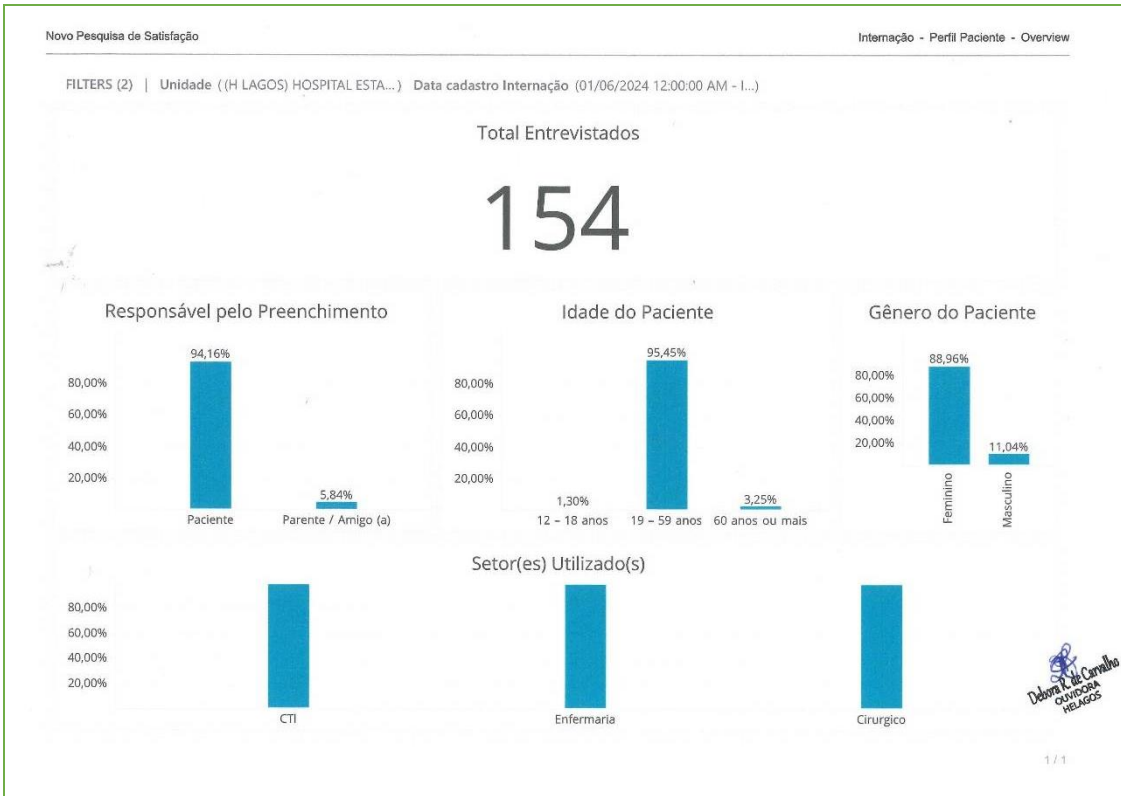 Novo Pesquisa de Satisfação
Internação - Perfil Paciente - Overview
FILTERS (2) | Unidade ((H LAGOS) HOSPITAL ESTA...) Data cadastro Internação (01/06/2024 12:00:00 AM - I...)
Total Entrevistados
154
Responsável pelo Preenchimento
94,16%
80,00%
60,00%
40,00%
20,00%
5,84%
Paciente
Parente / Amigo (a)
Idade do Paciente
95,45%
80,00%
60,00%
40,00%
20,00%
1,30%
3,25%
12 – 18 anos
19 – 59 anos
60 anos ou mais
Gênero do Paciente
88,96%
80,00%
60,00%
40,00%
20,00%
11,04%
Feminino
Masculino
Setor(es) Utilizado(s)
80,00%
60,00%
40,00%
20,00%
CTI
Enfermaria
Cirurgico
Debora R. de Carvalho
OUVIDORA
HELAGOS
1 / 1